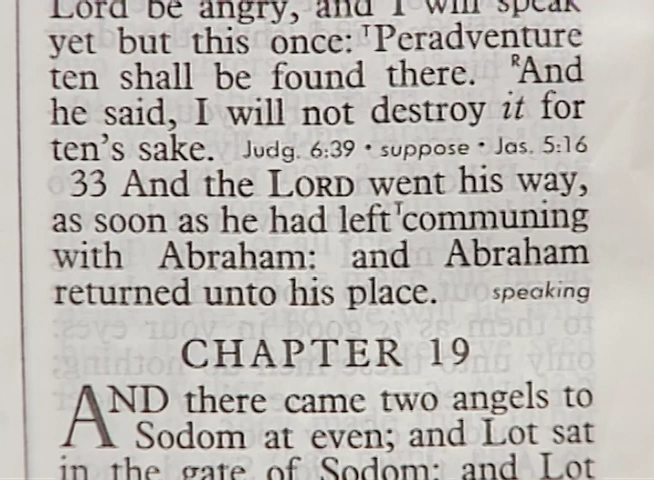 Lord be angry, and I will speak
yet but this once: ᵀPeradventure
ten shall be found there. ᴿAnd
he said, I will not destroy it for
ten's sake. Judg. 6:39 • suppose • Jas. 5:16
33 And the LORD went his way,
as soon as he had left ᵀcommuning
with Abraham: and Abraham
returned unto his place. speaking
CHAPTER 19
AND there came two angels to
Sodom at even; and Lot sat
in the gate of Sodom: and Lot